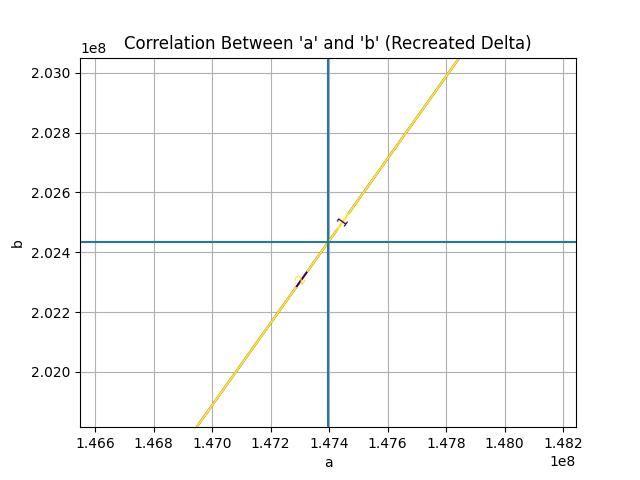 Correlation Between 'a' and 'b' (Recreated Delta)
1e8
2.030
2.028
2.026
2.024
2.022
2.020
b
1
2
1.466 1.468 1.470 1.472 1.474 1.476 1.478 1.480 1.482
a
1e8